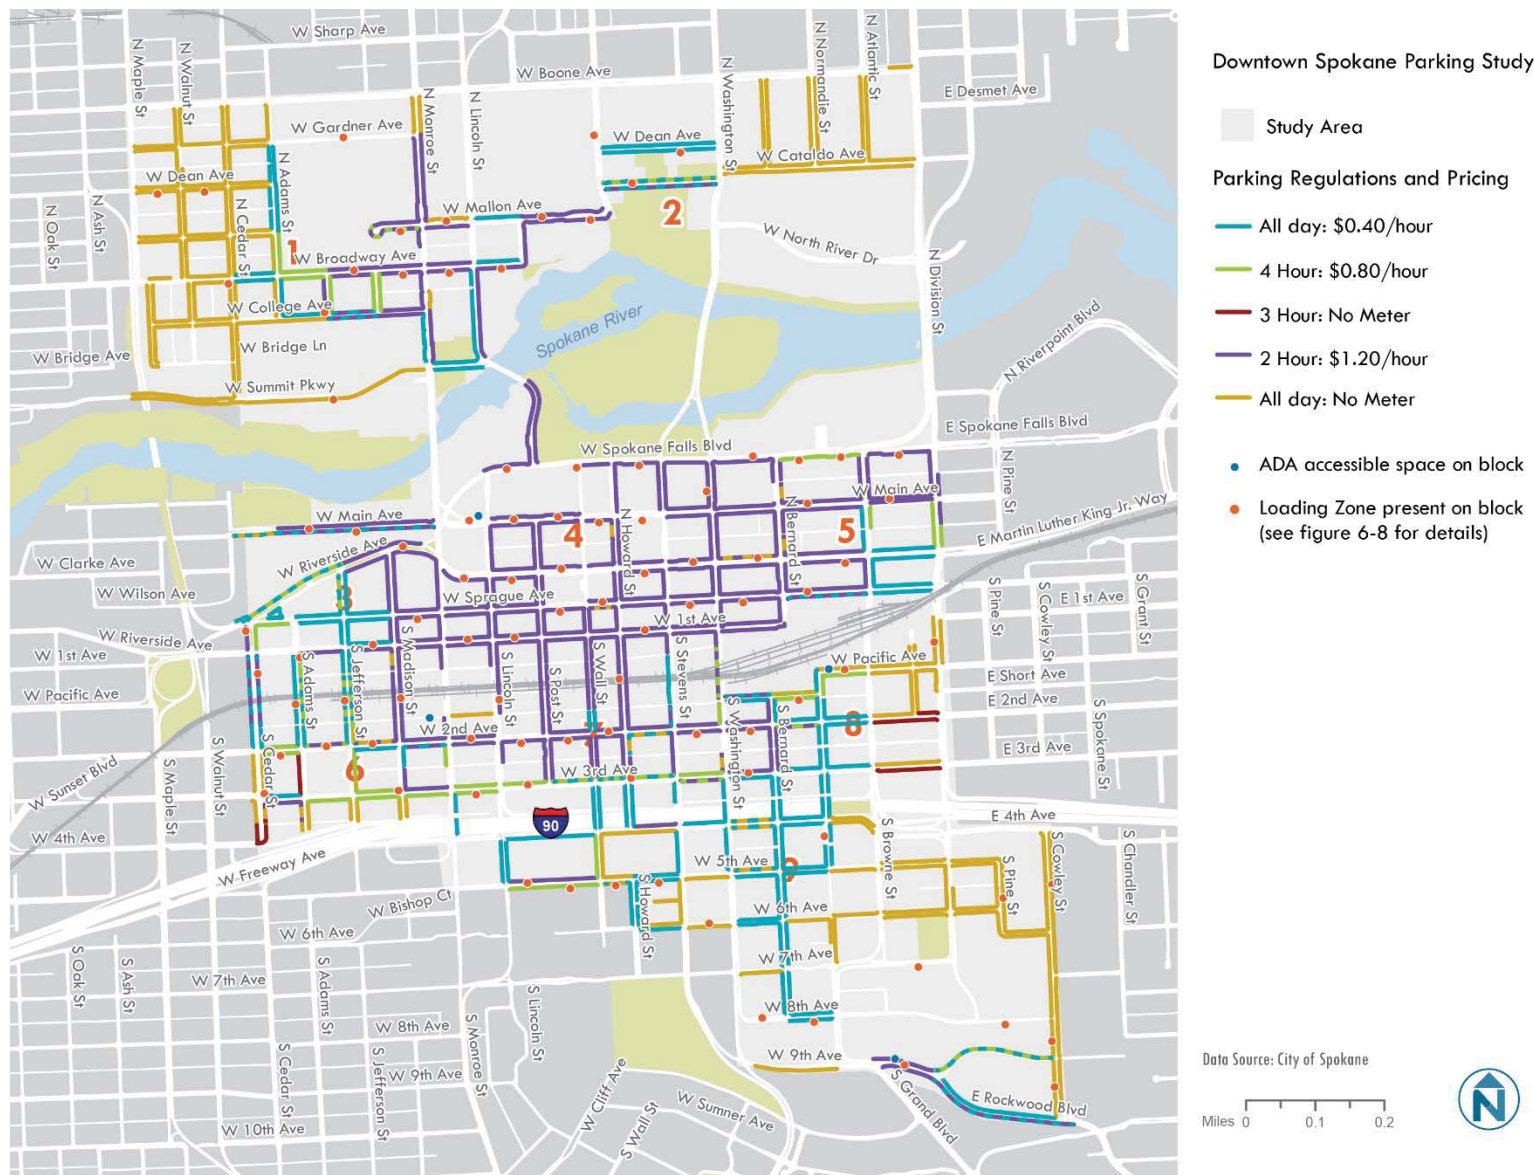 W Sharp Ave
W Boone Ave
N Maple St
N Walnut St
N Monroe St
N Lincoln St
N Washington St
N Normandie St
N Atlantic St
E Desmet Ave
W Gardner Ave
W Dean Ave
W Cataldo Ave
W Dean Ave
N Adams St
N Oak St
N Ash St
N Cedar St
W Mallon Ave
2
W North River Dr
1
W Broadway Ave
N Division St
W College Ave
Spokane River
W Bridge Ave
W Bridge Ln
N Riverpoint Blvd
W Summit Pkwy
W Spokane Falls Blvd
E Spokane Falls Blvd
N Pine St
W Main Ave
W Main Ave
N Howard St
N Bernard St
4
5
E Martin Luther King Jr. Way
W Riverside Ave
W Clarke Ave
W Wilson Ave
3
W Sprague Ave
W 1st Ave
S Pine St
S Cowley St
E 1st Ave
S Grant St
W Riverside Ave
W 1st Ave
W Pacific Ave
S Adams St
S Jefferson St
S Madison St
S Lincoln St
S Post St
S Wall St
S Stevens St
W Pacific Ave
E Short Ave
E 2nd Ave
S Spokane St
W 2nd Ave
S Washington St
S Bernard St
8
7
E 3rd Ave
W Sunset Blvd
S Maple St
S Walnut St
S Cedar St
6
W 3rd Ave
90
W 4th Ave
E 4th Ave
W Freeway Ave
W 5th Ave
9
S Browne St
S Pine St
S Cowley St
S Chandler St
W Bishop Ct
S Howard St
W 6th Ave
W 6th Ave
S Oak St
S Ash St
W 7th Ave
S Adams St
W 7th Ave
S Lincoln St
W 8th Ave
W 8th Ave
S Monroe St
S Cedar St
S Jefferson St
W 9th Ave
W 9th Ave
W Cliff Ave
S Wall St
W Sumner Ave
S Grand Blvd
E Rockwood Blvd
W 10th Ave
Downtown Spokane Parking Study
Study Area
Parking Regulations and Pricing
All day: $0.40/hour
4 Hour: $0.80/hour
3 Hour: No Meter
2 Hour: $1.20/hour
All day: No Meter
ADA accessible space on block
Loading Zone present on block
(see figure 6-8 for details)
Data Source: City of Spokane
Miles 0 0.1 0.2
N